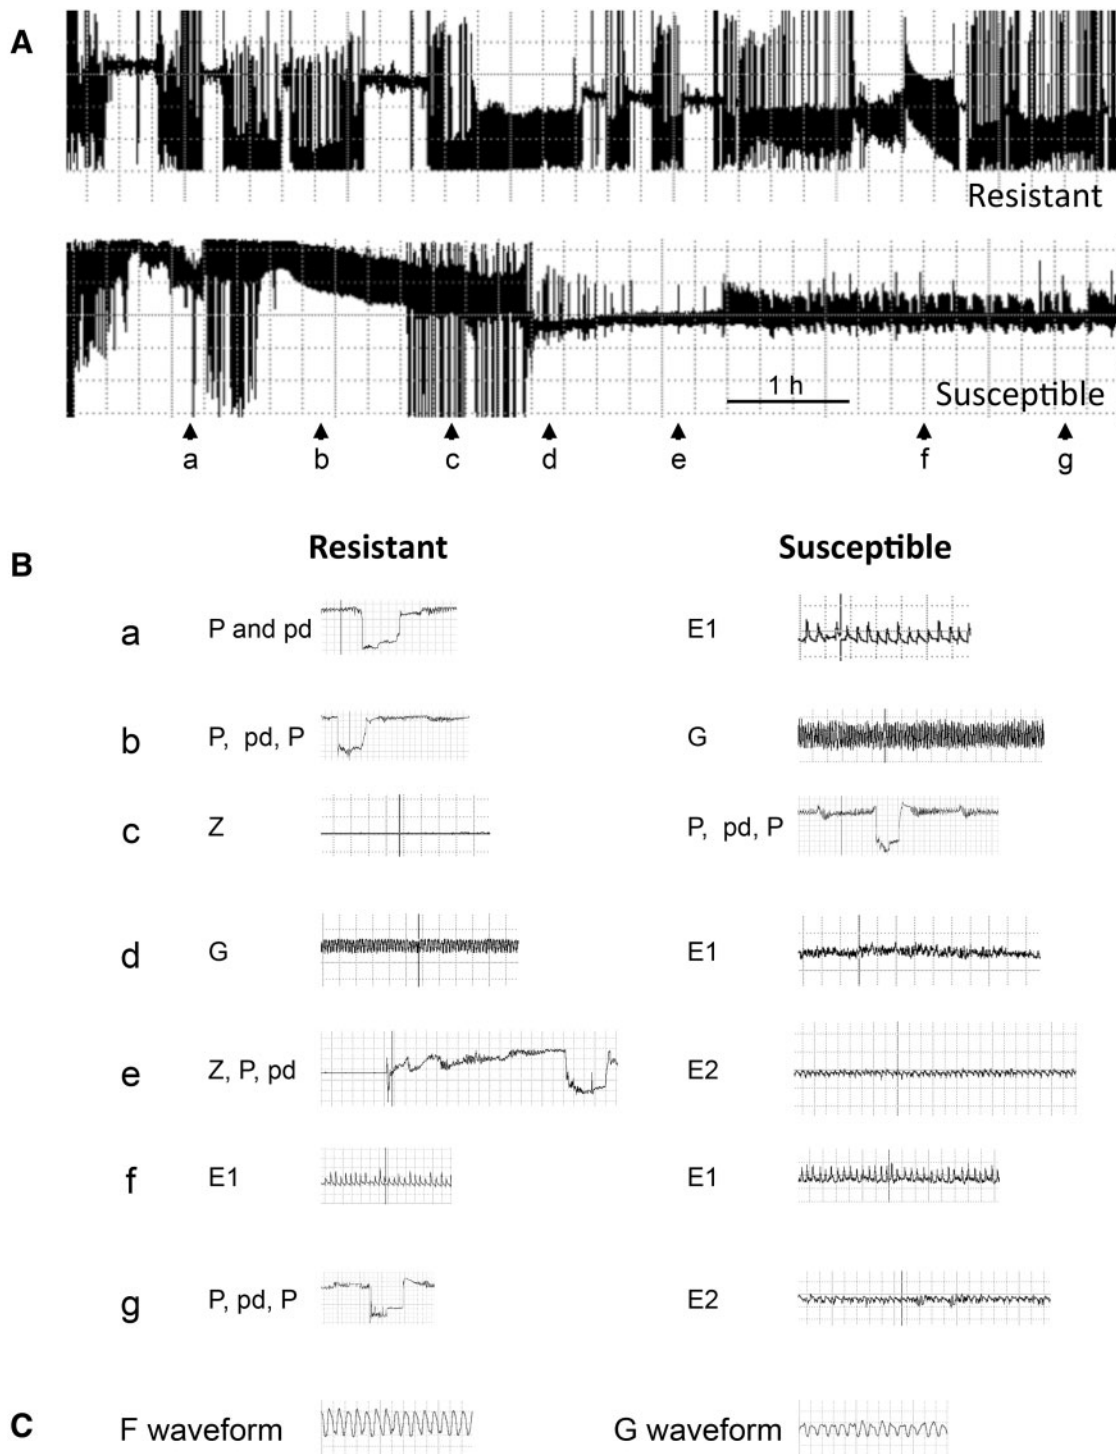 A
Resistant
1 h
Susceptible
a b c d e f g
B
Resistant Susceptible
a P and pd E1
b P, pd, P G
c Z P, pd, P
d G E1
e Z, P, pd E2
f E1 E1
g P, pd, P E2
C F waveform G waveform